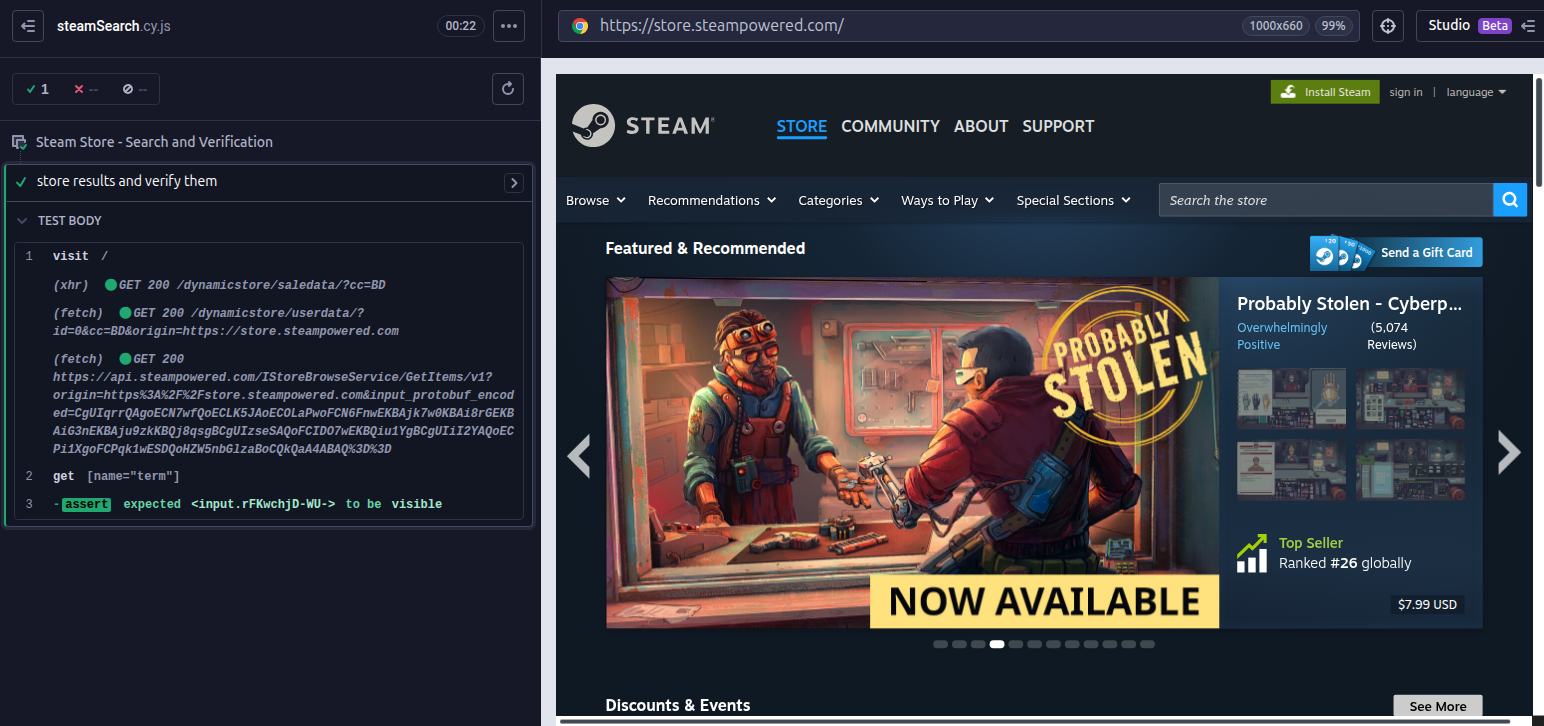 steamSearch.cy.js
00:22
1
--
--
Steam Store - Search and Verification
store results and verify them
TEST BODY
1 visit /
(xhr) GET 200 /dynamicstore/saledata/?cc=BD
(fetch) GET 200 /dynamicstore/userdata/?
id=0&cc=BD&origin=https://store.steampowered.com
(fetch) GET 200
https://api.steampowered.com/IStoreBrowseService/GetItems/v1?
origin=https%3A%2F%2Fstore.steampowered.com&input_protobuf_encod
ed=CgUIqrrQAgoECN7wfQoECLK5JAoECOLaPwoFCN6FnwEKBAjk7w0KBAi8rGEKB
AiG3nEKBAju9zkKBQj8qsgBCgUIzseSAQoFCIDO7wEKBQiu1YgBCgUIiI2YAQoEC
Pi1XgoFCPqk1wESDQoHZW5nbGlzaBoCQkQaA4ABAQ%3D%3D
2 get [name="term"]
3 -assert expected <input.rFKwchjD-WU-> to be visible
https://store.steampowered.com/
1000x660
99%
Studio Beta
Install Steam
sign in | language
STEAM®
STORE COMMUNITY ABOUT SUPPORT
Browse Recommendations Categories Ways to Play Special Sections
Search the store
Featured & Recommended
Send a Gift Card
PROBABLY
STOLEN
NOW AVAILABLE
Probably Stolen - Cyberp...
Overwhelmingly
Positive
(5,074
Reviews)
Top Seller
Ranked #26 globally
$7.99 USD
Discounts & Events
See More